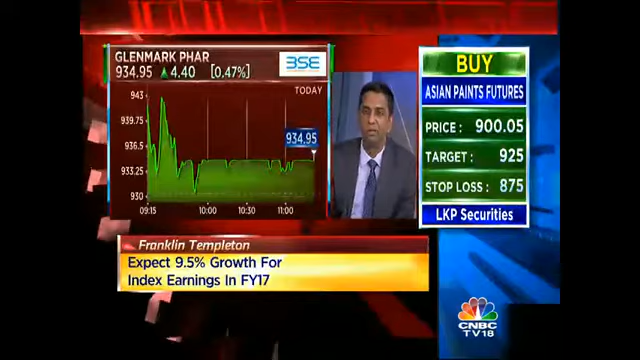 GLENMARK PHAR
934.95 ▲ 4.40 [0.47%]
BSE
TODAY
943
939.75
936.5
933.25
930
934.95
09:15 10:00 10:30 11:00
BUY
ASIAN PAINTS FUTURES
PRICE : 900.05
TARGET : 925
STOP LOSS : 875
LKP Securities
Franklin Templeton
Expect 9.5% Growth For
Index Earnings In FY17
CNBC
TV18